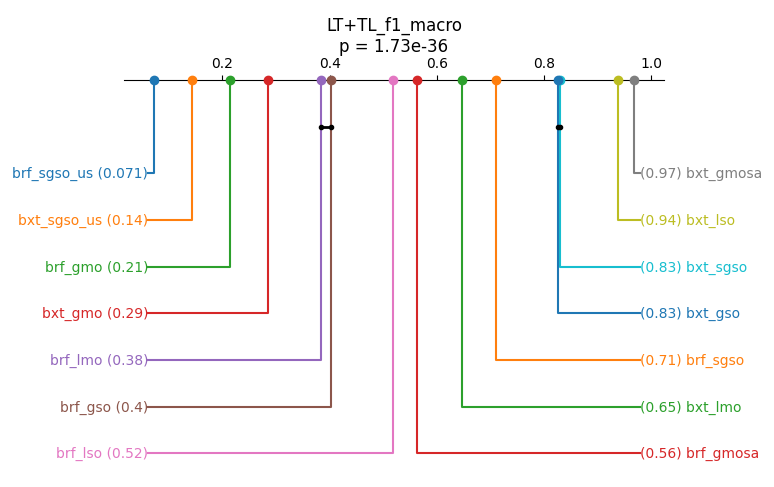 LT+TL_f1_macro
p = 1.73e-36
0.2 0.4 0.6 0.8 1.0
brf_sgso_us (0.071) (0.97) bxt_gmosa
bxt_sgso_us (0.14) (0.94) bxt_lso
brf_gmo (0.21) (0.83) bxt_sgso
bxt_gmo (0.29) (0.83) bxt_gso
brf_lmo (0.38) (0.71) brf_sgso
brf_gso (0.4) (0.65) bxt_lmo
brf_lso (0.52) (0.56) brf_gmosa